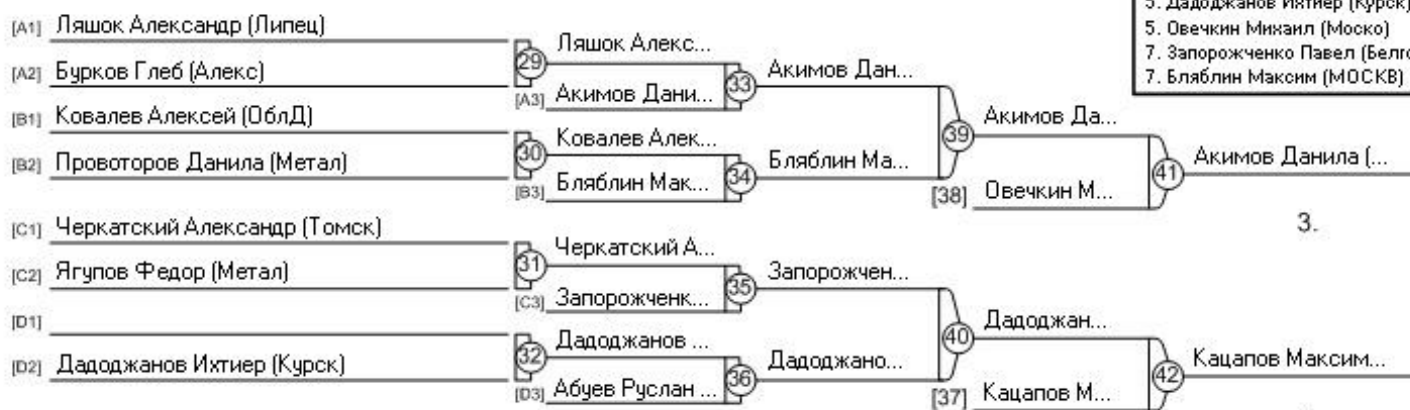 5. Дадоджанов Ихтиер (Курск)
5. Овечкин Михаил (Моско)
7. Запорожченко Павел (Белго
7. Бляблин Максим (МОСКВ)
[A1] Ляшок Александр (Липец)
[A2] Бурков Глеб (Алекс)
29
Ляшок Алекс...
[A3] Акимов Дани...
33
Акимов Дан...
[B1] Ковалев Алексей (ОблД)
[B2] Провоторов Данила (Метал)
30
Ковалев Алек...
[B3] Бляблин Мак...
34
Бляблин Ма...
39
Акимов Да...
[38] Овечкин М...
41
Акимов Данила (...
3.
[C1] Черкатский Александр (Томск)
[C2] Ягупов Федор (Метал)
31
Черкатский А...
[C3] Запорожченк...
35
Запорожчен...
[D1]
[D2] Дадоджанов Ихтиер (Курск)
32
Дадоджанов ...
[D3] Абуев Руслан ...
36
Дадоджано...
40
Дадоджан...
[37] Кацапов М...
42
Кацапов Максим...